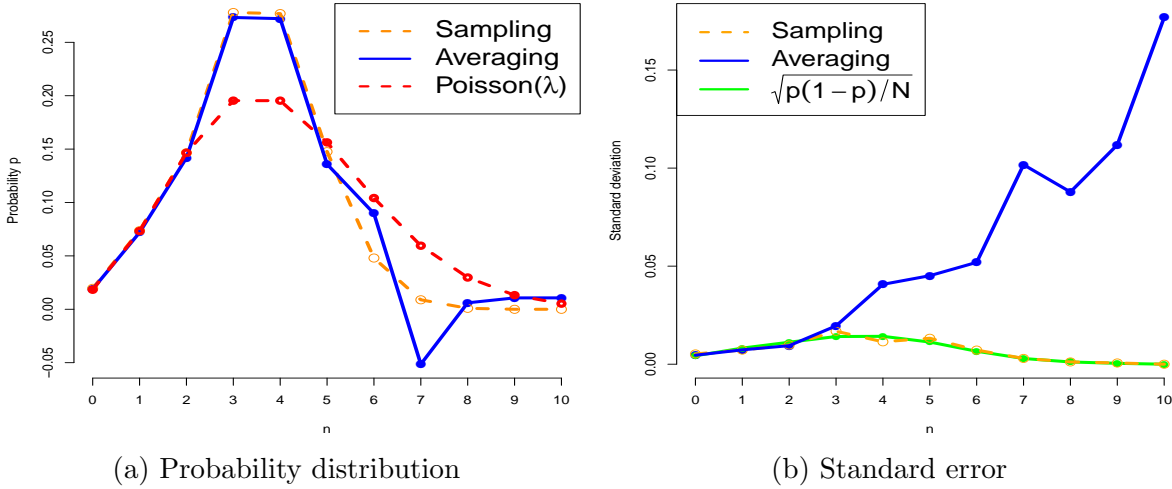 Sampling
Averaging
Poisson(λ)
Probability p
0.25
0.20
0.15
0.10
0.05
0.00
−0.05
0 1 2 3 4 5 6 7 8 9 10
n
(a) Probability distribution
Sampling
Averaging
√p(1−p)/N
Standard deviation
0.15
0.10
0.05
0.00
0 1 2 3 4 5 6 7 8 9 10
n
(b) Standard error